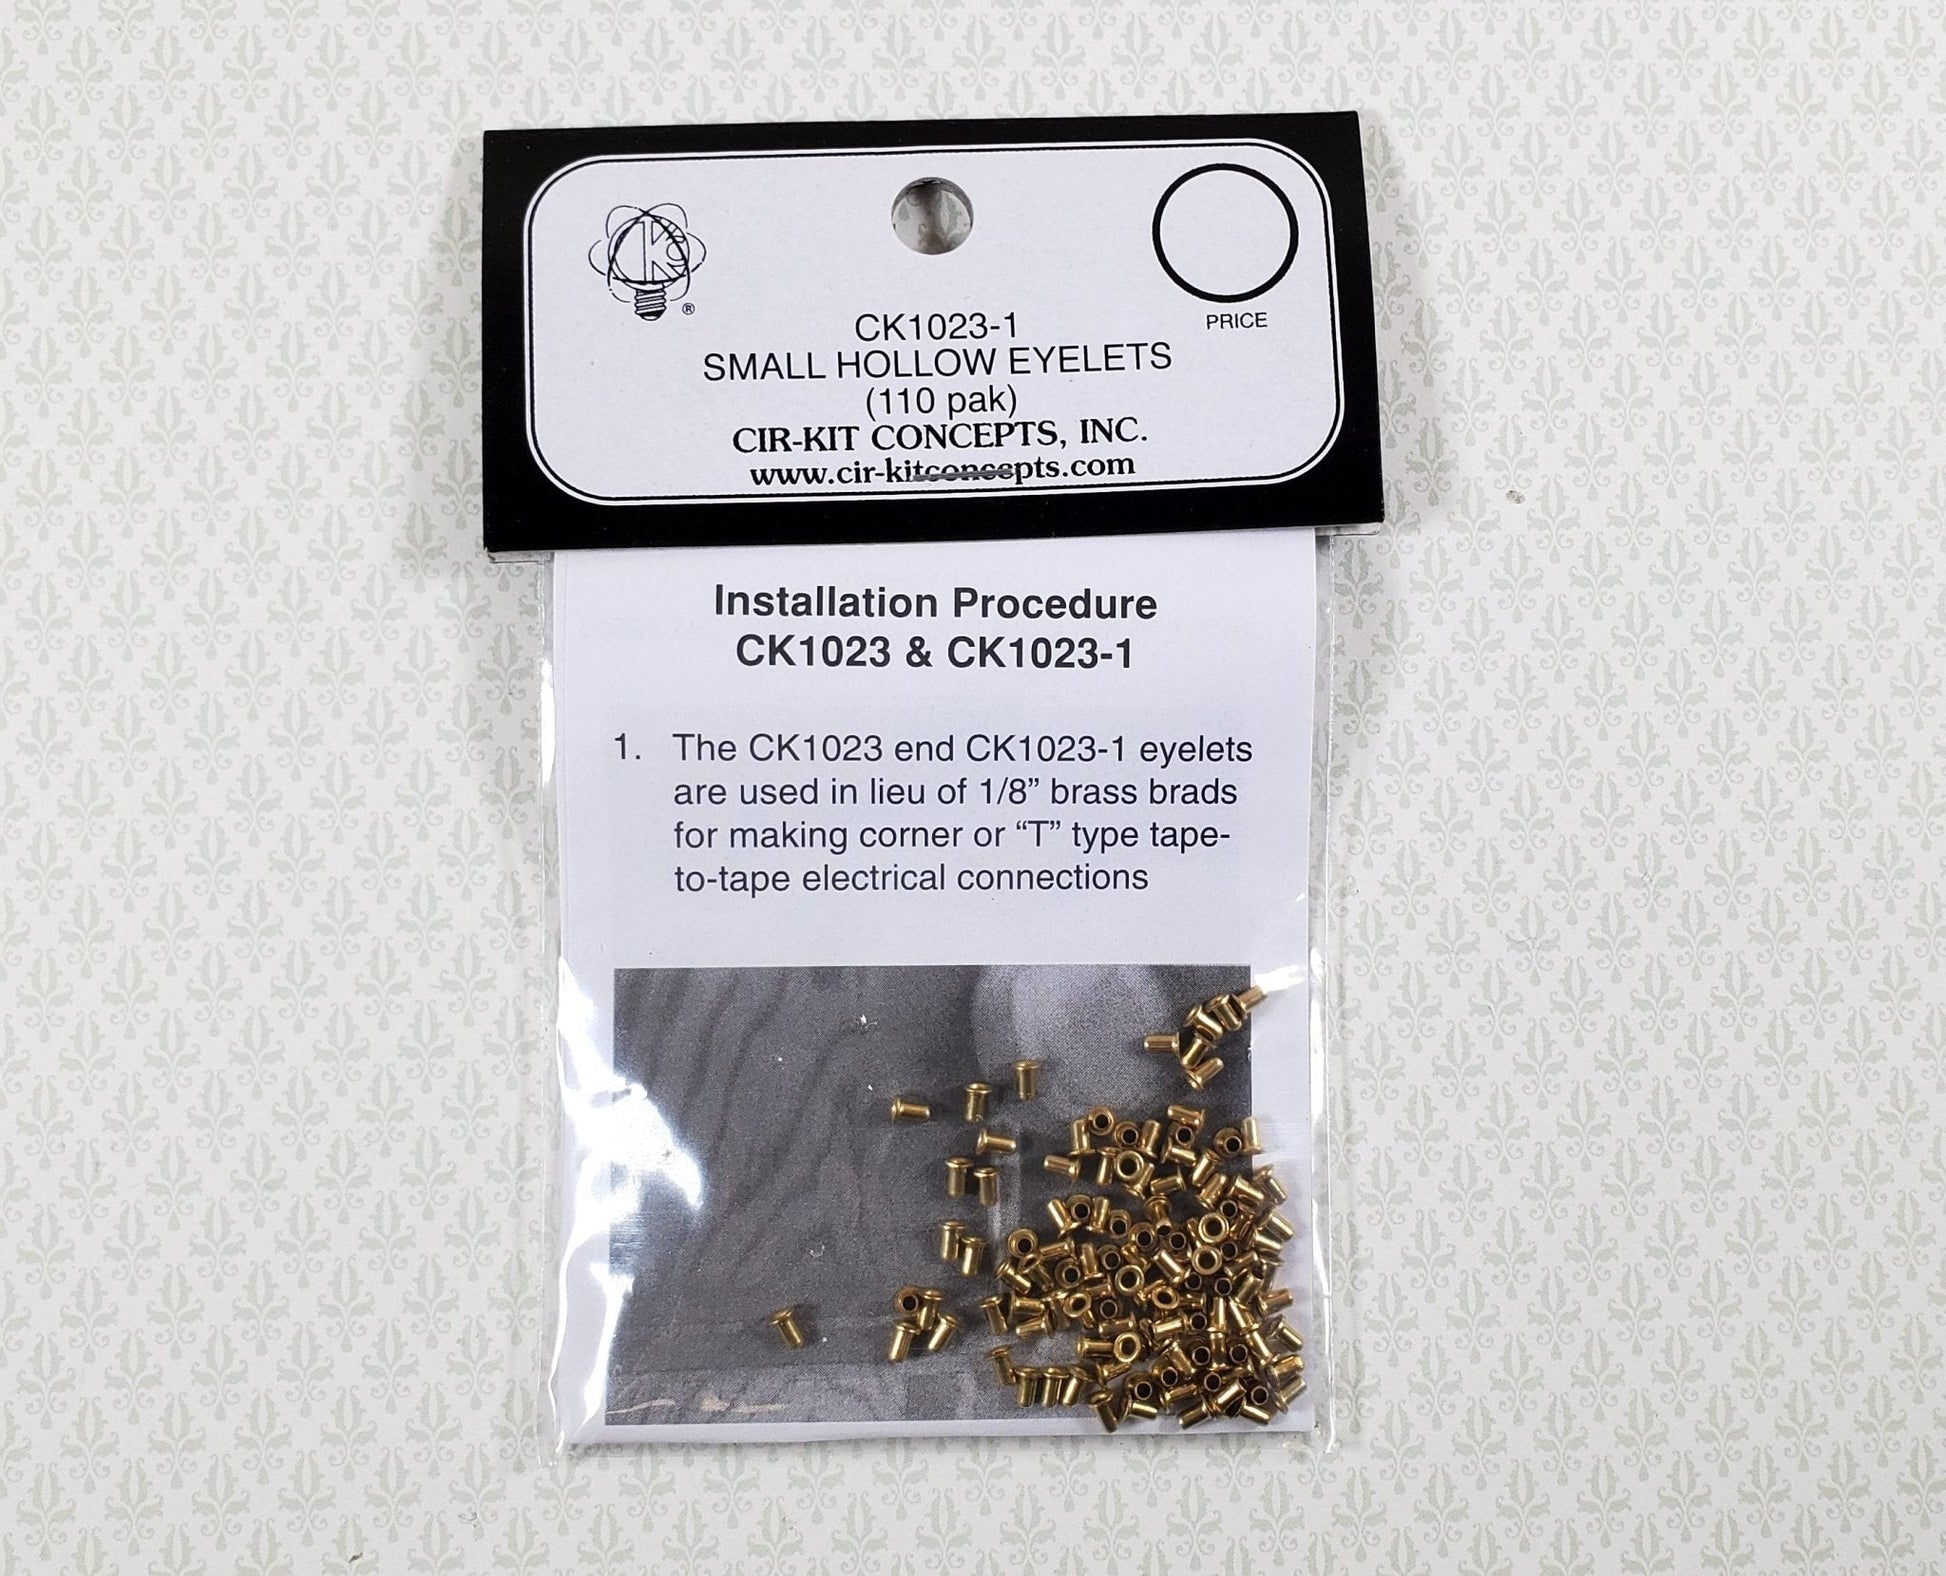 CK
®
PRICE
CK1023-1
SMALL HOLLOW EYELETS
(110 pak)
CIR-KIT CONCEPTS, INC.
www.cir-kitconcepts.com
Installation Procedure
CK1023 & CK1023-1
1. The CK1023 end CK1023-1 eyelets
are used in lieu of 1/8” brass brads
for making corner or “T” type tape-
to-tape electrical connections